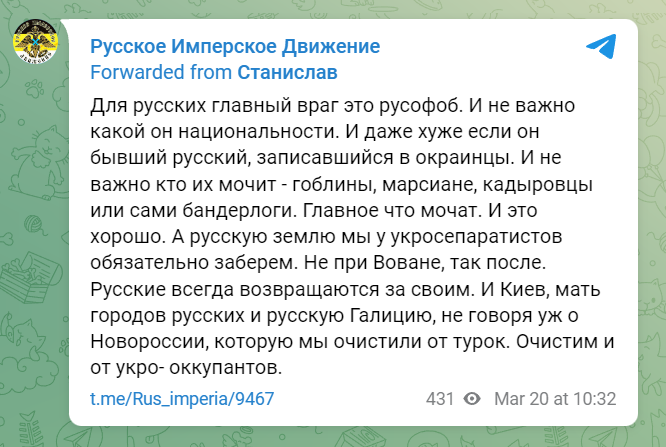 Русское Имперское Движение
Forwarded from Станислав
Для русских главный враг это русофоб. И не важно
какой он национальности. И даже хуже если он
бывший русский, записавшийся в окраинцы. И не
важно кто их мочит - гоблины, марсиане, кадыровцы
или сами бандерлоги. Главное что мочат. И это
хорошо. А русскую землю мы у укросепаратистов
обязательно заберем. Не при Воване, так после.
Русские всегда возвращаются за своим. И Киев, мать
городов русских и русскую Галицию, не говоря уж о
Новороссии, которую мы очистили от турок. Очистим и
от укро- оккупантов.
t.me/Rus_imperia/9467
431 Mar 20 at 10:32